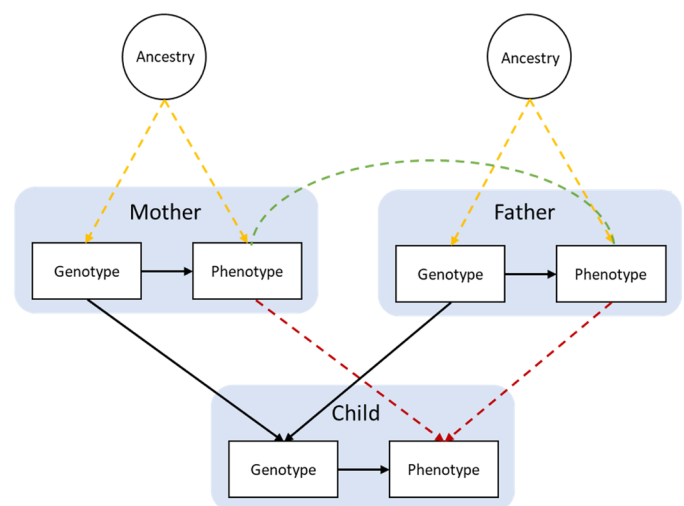 Ancestry
Ancestry
Mother
Father
Genotype
Phenotype
Genotype
Phenotype
Child
Genotype
Phenotype